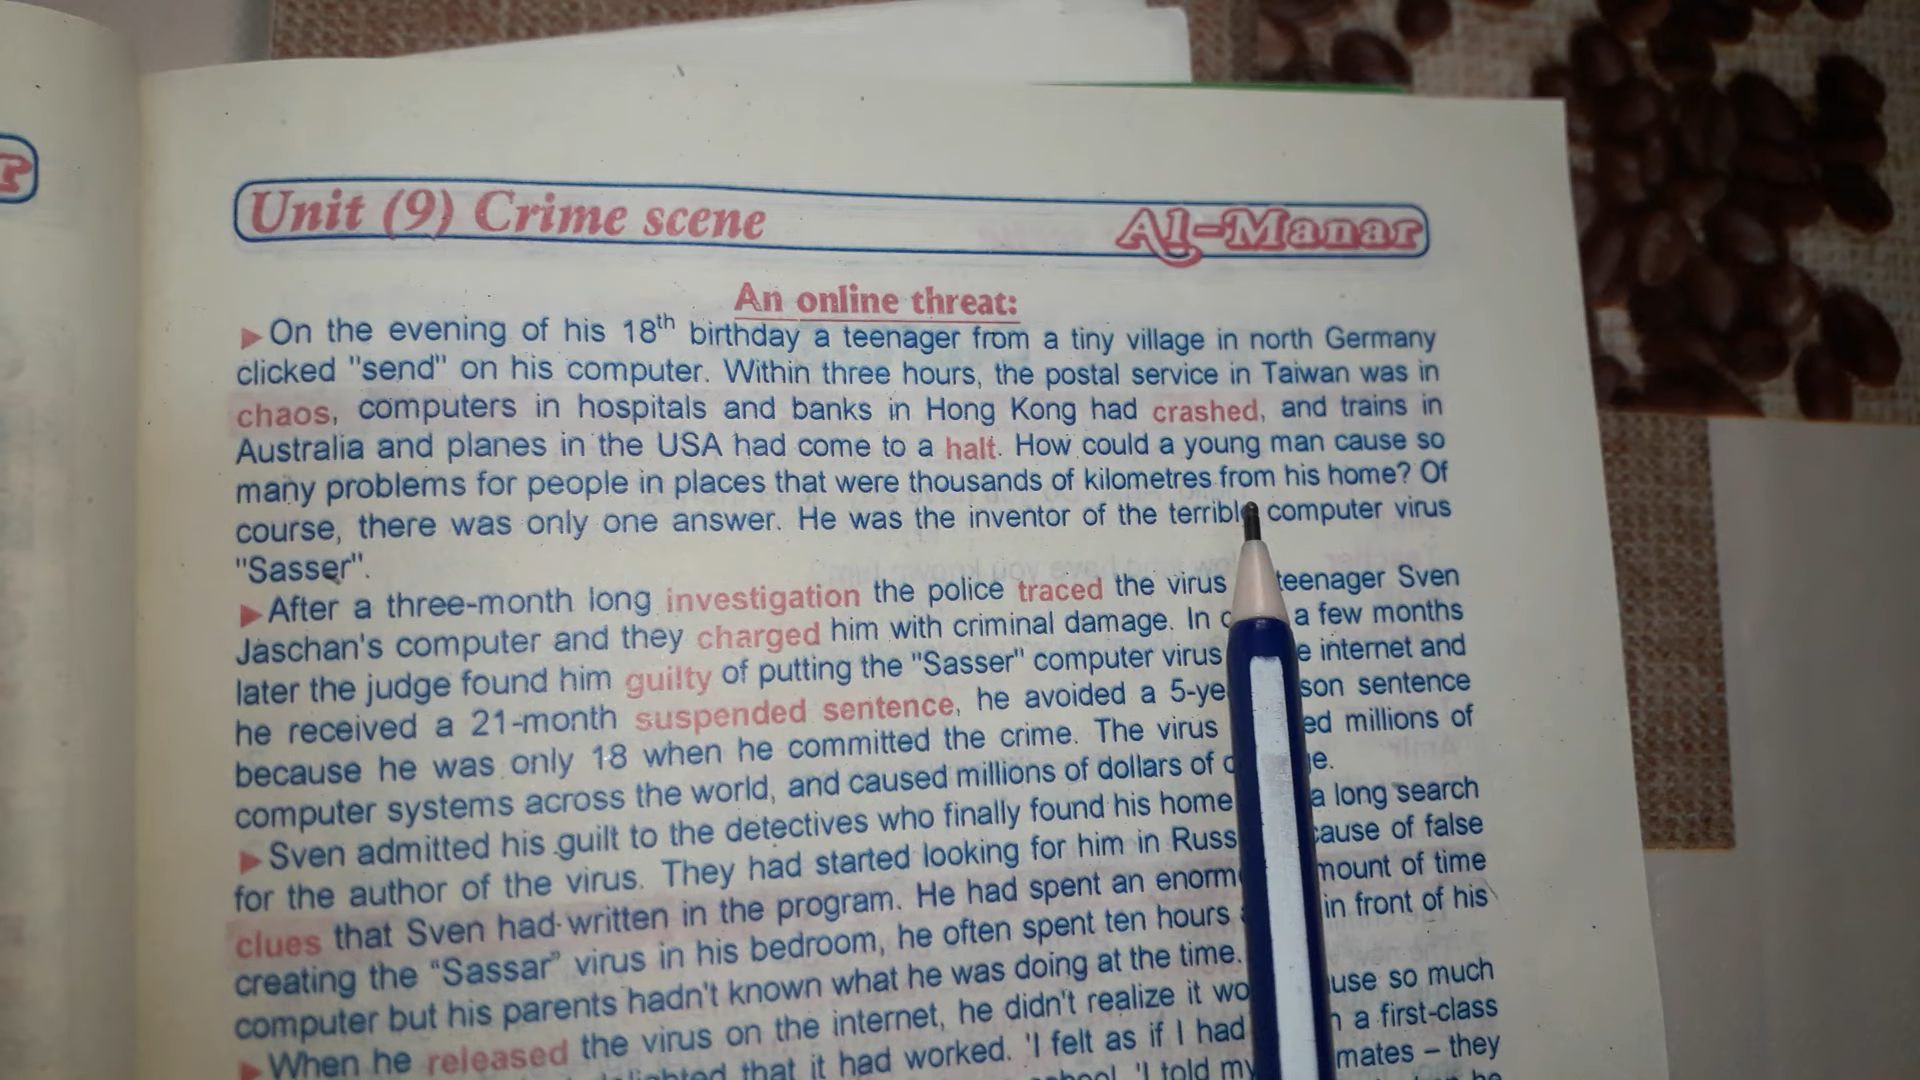 r
Unit (9) Crime scene Al-Manar
An online threat:
On the evening of his 18th birthday a teenager from a tiny village in north Germany
clicked "send" on his computer. Within three hours, the postal service in Taiwan was in
chaos, computers in hospitals and banks in Hong Kong had crashed, and trains in
Australia and planes in the USA had come to a halt. How could a young man cause so
many problems for people in places that were thousands of kilometres from his home? Of
course, there was only one answer. He was the inventor of the terrible computer virus
"Sasser".
After a three-month long investigation the police traced the virus teenager Sven
Jaschan's computer and they charged him with criminal damage. In a few months
later the judge found him guilty of putting the "Sasser" computer virus internet and
he received a 21-month suspended sentence, he avoided a 5-ye son sentence
because he was only 18 when he committed the crime. The virus ed millions of
computer systems across the world, and caused millions of dollars of e.
Sven admitted his guilt to the detectives who finally found his home a long search
for the author of the virus. They had started looking for him in Russ cause of false
clues that Sven had written in the program. He had spent an enorm mount of time
creating the “Sassar” virus in his bedroom, he often spent ten hours in front of his
computer but his parents hadn't known what he was doing at the time.
When he released the virus on the internet, he didn't realize it wo use so much
that it had worked. 'I felt as if I had a first-class
'I told my mates – they